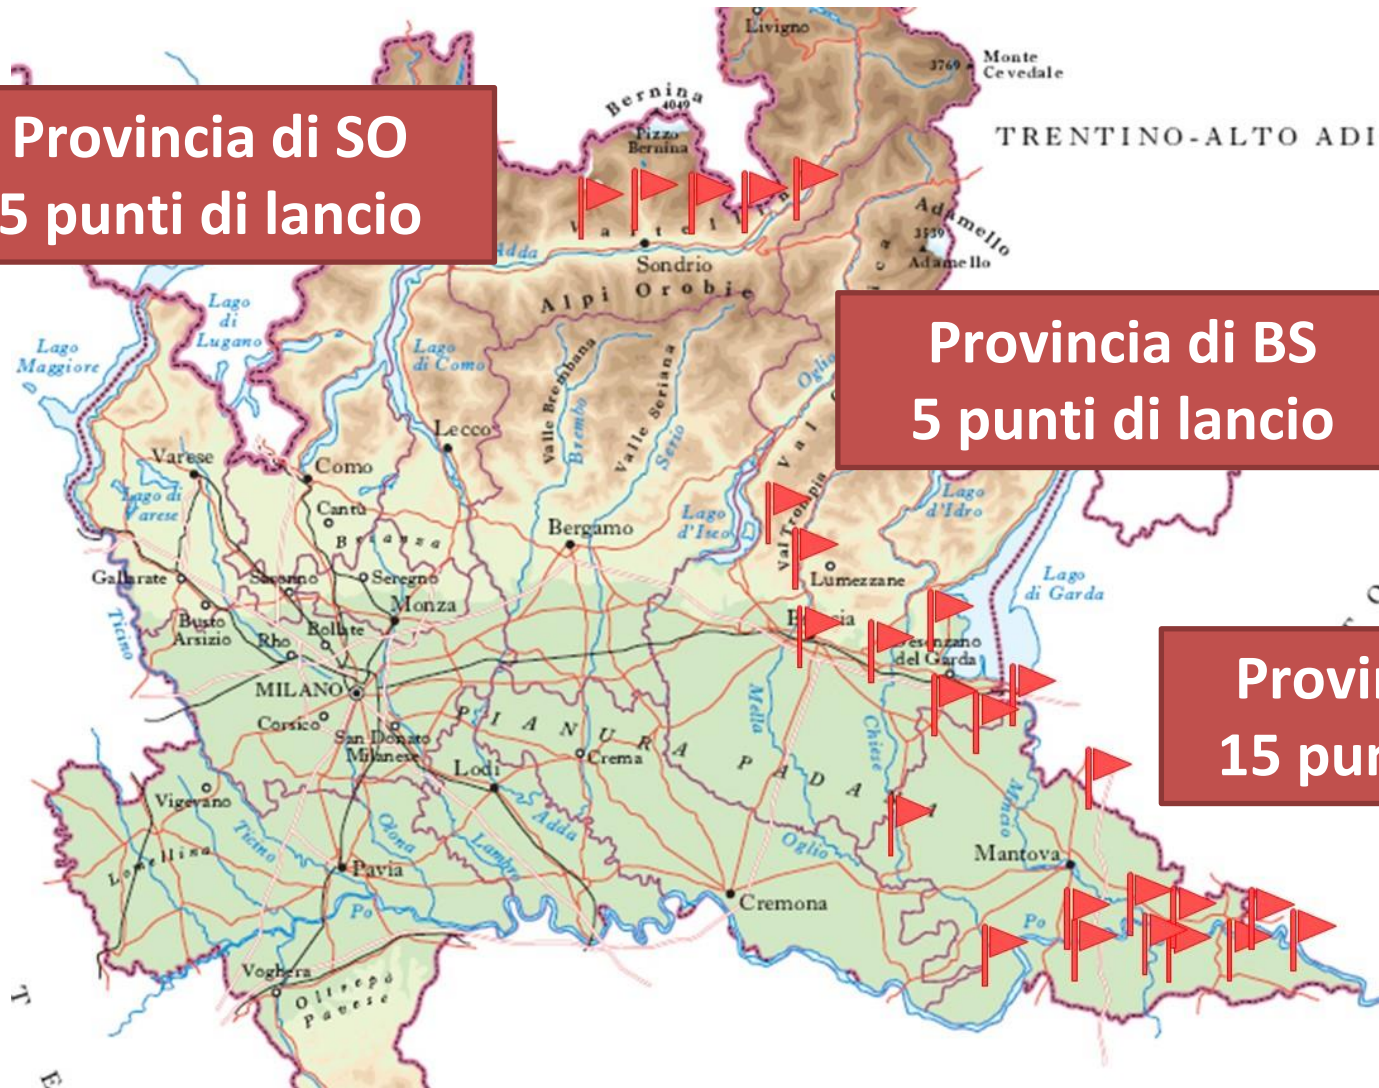 Livigno
3769
Monte
Cevedale
Bernina
4049
Pizzo
Bernina
TRENTINO-ALTO ADI
Provincia di SO
5 punti di lancio
Adda
Sondrio
Adamello
3539
Adamello
Alpi Orobie
Lago
di
Lugano
Lago
Maggiore
Lago
di Como
Valle Brembana
Brembo
Valle Seriana
Serio
Oglio
Provincia di BS
5 punti di lancio
Lecco
Varese
Como
Lago di
Varese
Cantù
Brianza
Bergamo
Lago
d'Iseo
Val Trompia
Lago
d'Idro
Lumezzane
Lago
di Garda
Gallarate
Saronno
Seregno
Busto
Arsizio
Monza
Ticino
Rho
Bollate
del Garda
MILANO
Corsico
San Donato
Milanese
PIANURA PADANA
Mella
Chiese
Mincio
Provin
15 pun
Crema
Lodi
Vigevano
Lomellina
Ticino
Olona
Lambro
Adda
Oglio
Mantova
Pavia
Cremona
Po
Po
Voghera
Oltrepò
Pavese
T
E